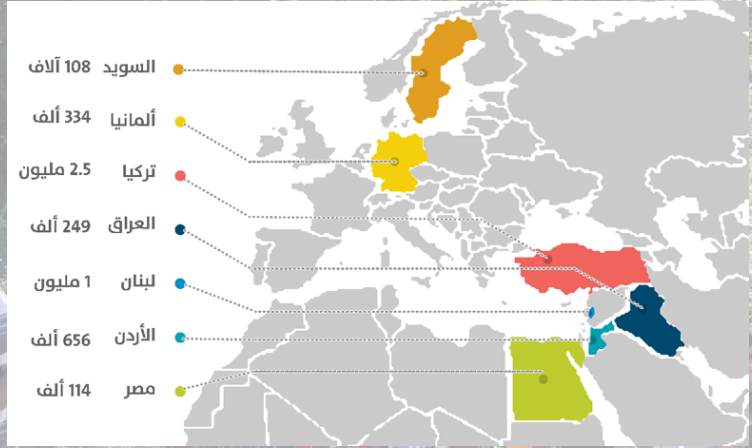 السويد 108 آلاف
ألمانيا 334 ألف
تركيا 2.5 مليون
العراق 249 ألف
لبنان 1 مليون
الأردن 656 ألف
مصر 114 ألف